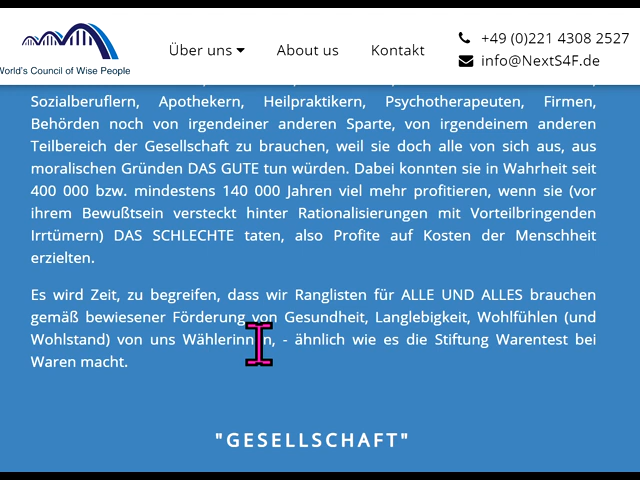 +49 (0)221 4308 2527
Über uns About us Kontakt
info@NextS4F.de
World's Council of Wise People
Sozialberuflern, Apothekern, Heilpraktikern, Psychotherapeuten, Firmen,
Behörden noch von irgendeiner anderen Sparte, von irgendeinem anderen
Teilbereich der Gesellschaft zu brauchen, weil sie doch alle von sich aus, aus
moralischen Gründen DAS GUTE tun würden. Dabei konnten sie in Wahrheit seit
400 000 bzw. mindestens 140 000 Jahren viel mehr profitieren, wenn sie (vor
ihrem Bewußtsein versteckt hinter Rationalisierungen mit Vorteilbringenden
Irrtümern) DAS SCHLECHTE taten, also Profite auf Kosten der Menschheit
erzielten.
Es wird Zeit, zu begreifen, dass wir Ranglisten für ALLE UND ALLES brauchen
gemäß bewiesener Förderung von Gesundheit, Langlebigkeit, Wohlfühlen (und
Wohlstand) von uns Wählerinnen, - ähnlich wie es die Stiftung Warentest bei
Waren macht.
"GESELLSCHAFT"